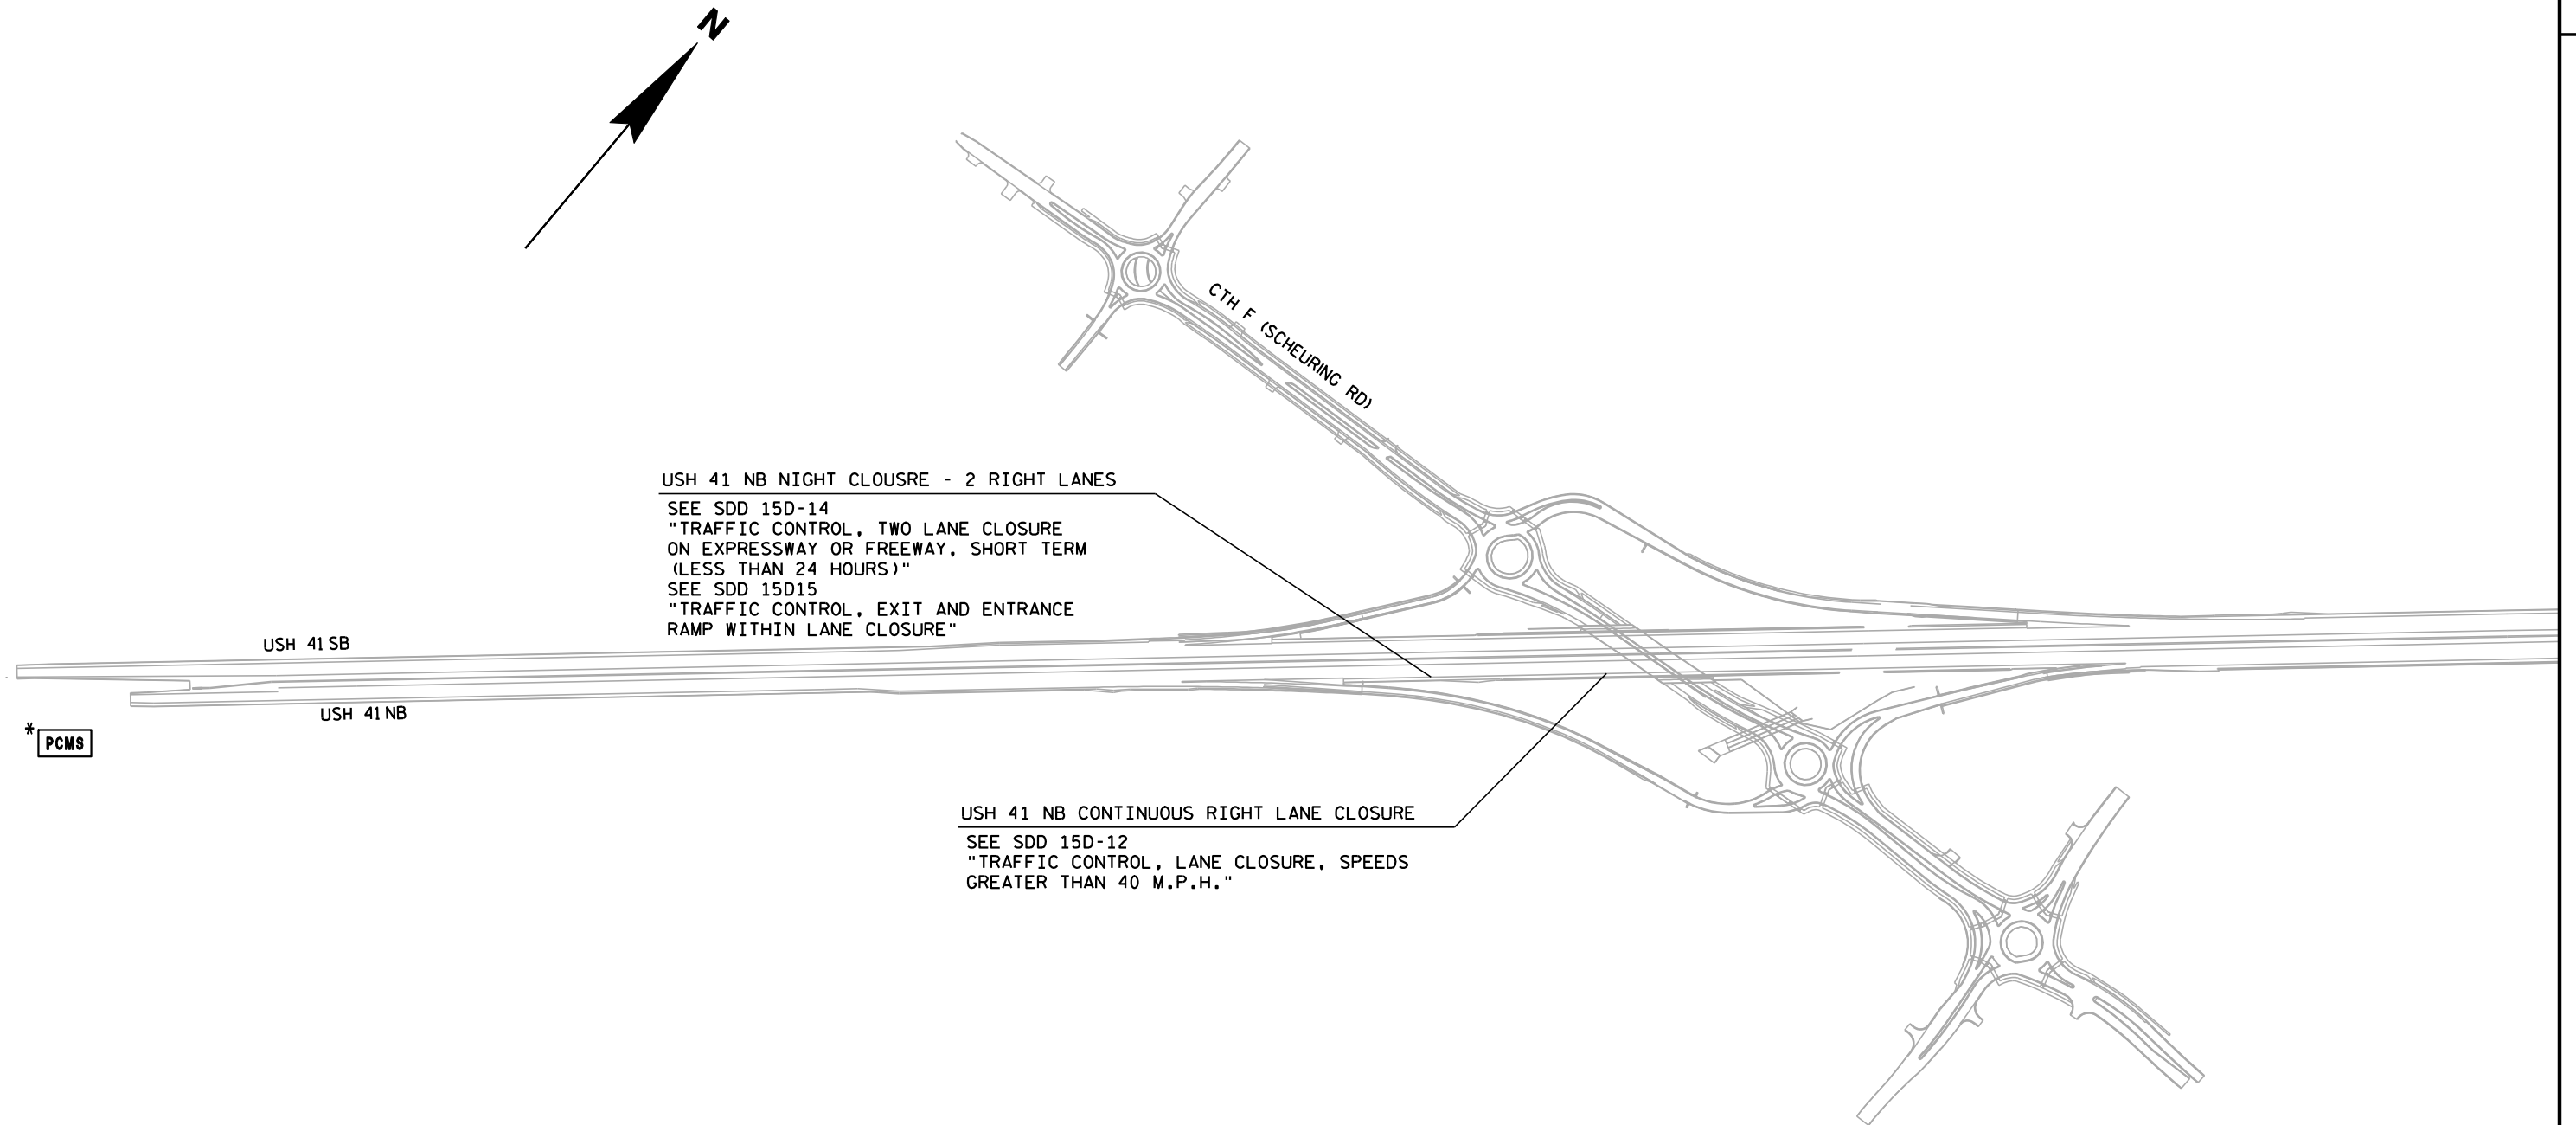 N
CTH F (SCHEURING RD)
USH 41 NB NIGHT CLOUSRE - 2 RIGHT LANES
SEE SDD 15D-14
"TRAFFIC CONTROL, TWO LANE CLOSURE
ON EXPRESSWAY OR FREEWAY, SHORT TERM
(LESS THAN 24 HOURS)"
SEE SDD 15D15
"TRAFFIC CONTROL, EXIT AND ENTRANCE
RAMP WITHIN LANE CLOSURE"
USH 41 SB
USH 41 NB
* PCMS
USH 41 NB CONTINUOUS RIGHT LANE CLOSURE
SEE SDD 15D-12
"TRAFFIC CONTROL, LANE CLOSURE, SPEEDS
GREATER THAN 40 M.P.H."